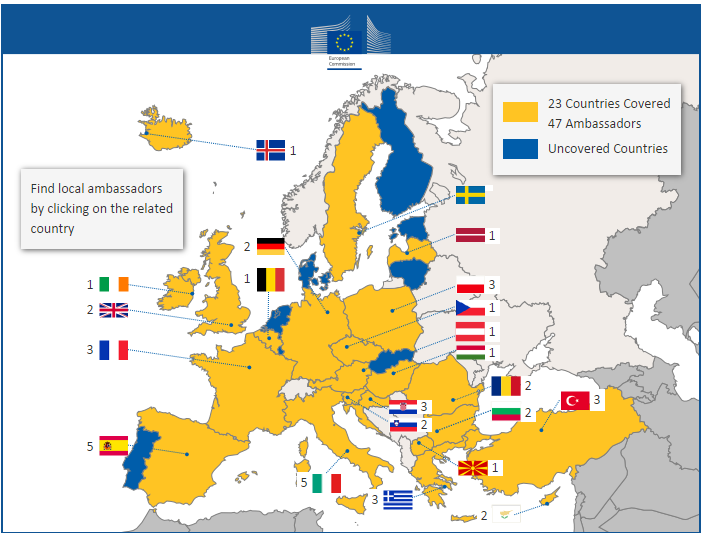 European
Commission
23 Countries Covered
47 Ambassadors
Uncovered Countries
1
Find local ambassadors
by clicking on the related
country
1
2
1
1
2
3
3
1
1
1
2
3
3
2
2
5
1
5
3
2